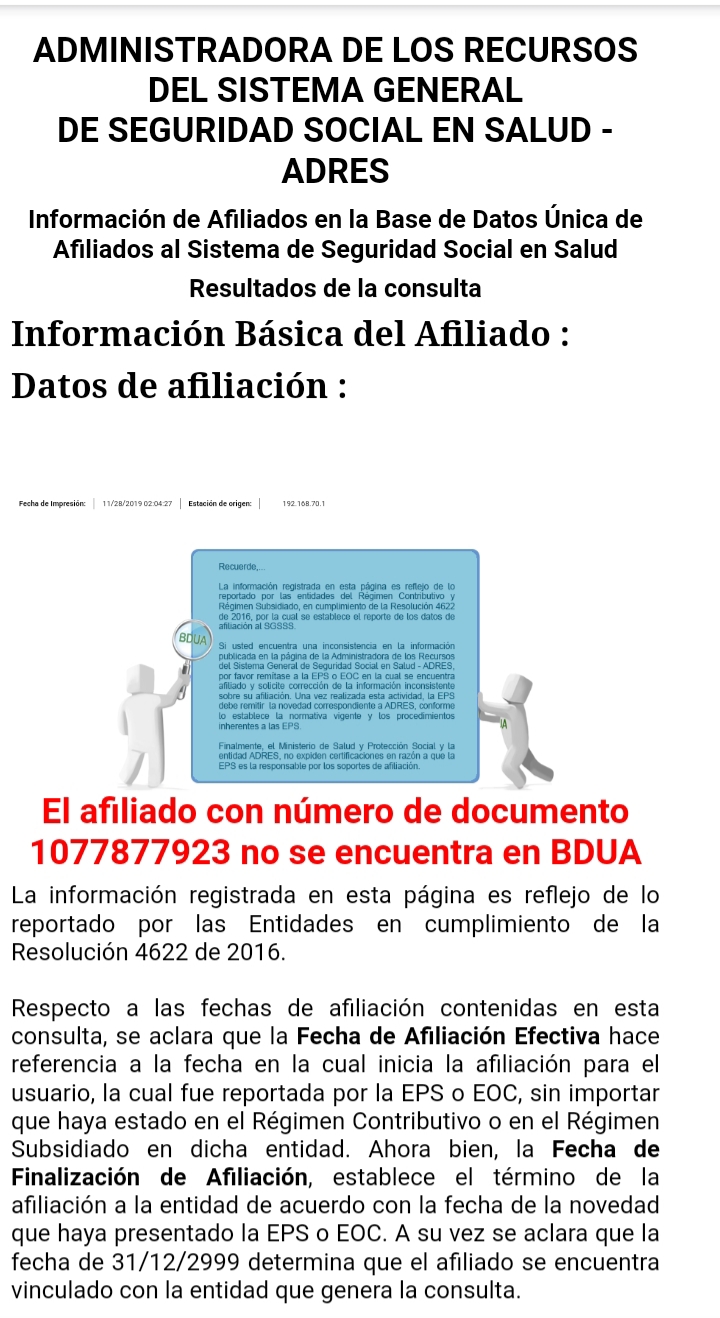 ADMINISTRADORA DE LOS RECURSOS
DEL SISTEMA GENERAL
DE SEGURIDAD SOCIAL EN SALUD -
ADRES
Información de Afiliados en la Base de Datos Única de
Afiliados al Sistema de Seguridad Social en Salud
Resultados de la consulta
Información Básica del Afiliado :
Datos de afiliación :
Fecha de Impresión: 11/28/2019 02:04:27 Estación de origen: 192.168.70.1
Recuerde,...
La información registrada en esta página es reflejo de lo
reportado por las entidades del Régimen Contributivo y
Régimen Subsidiado, en cumplimiento de la Resolución 4622
de 2016, por la cual se establece el reporte de los datos de
afiliación al SGSSS.
BDUA
Si usted encuentra una inconsistencia en la información
publicada en la página de la Administradora de los Recursos
del Sistema General de Seguridad Social en Salud - ADRES,
por favor remítase a la EPS o EOC en la cual se encuentra
afiliado y solicite corrección de la información inconsistente
sobre su afiliación. Una vez realizada esta actividad, la EPS
debe remitir la novedad correspondiente a ADRES, conforme
lo establece la normativa vigente y los procedimientos
inherentes a las EPS.
Finalmente, el Ministerio de Salud y Protección Social y la
entidad ADRES, no expiden certificaciones en razón a que la
EPS es la responsable por los soportes de afiliación.
El afiliado con número de documento
1077877923 no se encuentra en BDUA
La información registrada en esta página es reflejo de lo
reportado por las Entidades en cumplimiento de la
Resolución 4622 de 2016.
Respecto a las fechas de afiliación contenidas en esta
consulta, se aclara que la Fecha de Afiliación Efectiva hace
referencia a la fecha en la cual inicia la afiliación para el
usuario, la cual fue reportada por la EPS o EOC, sin importar
que haya estado en el Régimen Contributivo o en el Régimen
Subsidiado en dicha entidad. Ahora bien, la Fecha de
Finalización de Afiliación, establece el término de la
afiliación a la entidad de acuerdo con la fecha de la novedad
que haya presentado la EPS o EOC. A su vez se aclara que la
fecha de 31/12/2999 determina que el afiliado se encuentra
vinculado con la entidad que genera la consulta.